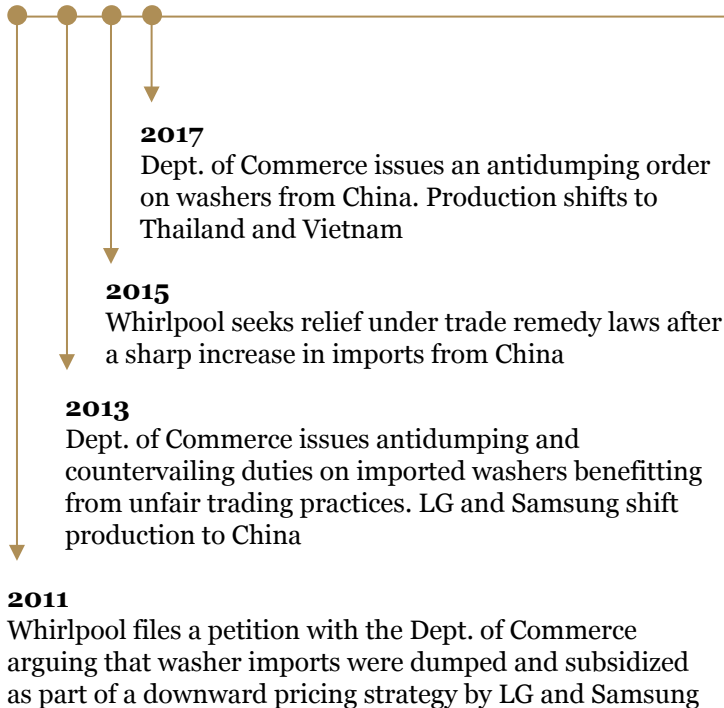 2017
Dept. of Commerce issues an antidumping order
on washers from China. Production shifts to
Thailand and Vietnam
2015
Whirlpool seeks relief under trade remedy laws after
a sharp increase in imports from China
2013
Dept. of Commerce issues antidumping and
countervailing duties on imported washers benefitting
from unfair trading practices. LG and Samsung shift
production to China
2011
Whirlpool files a petition with the Dept. of Commerce
arguing that washer imports were dumped and subsidized
as part of a downward pricing strategy by LG and Samsung